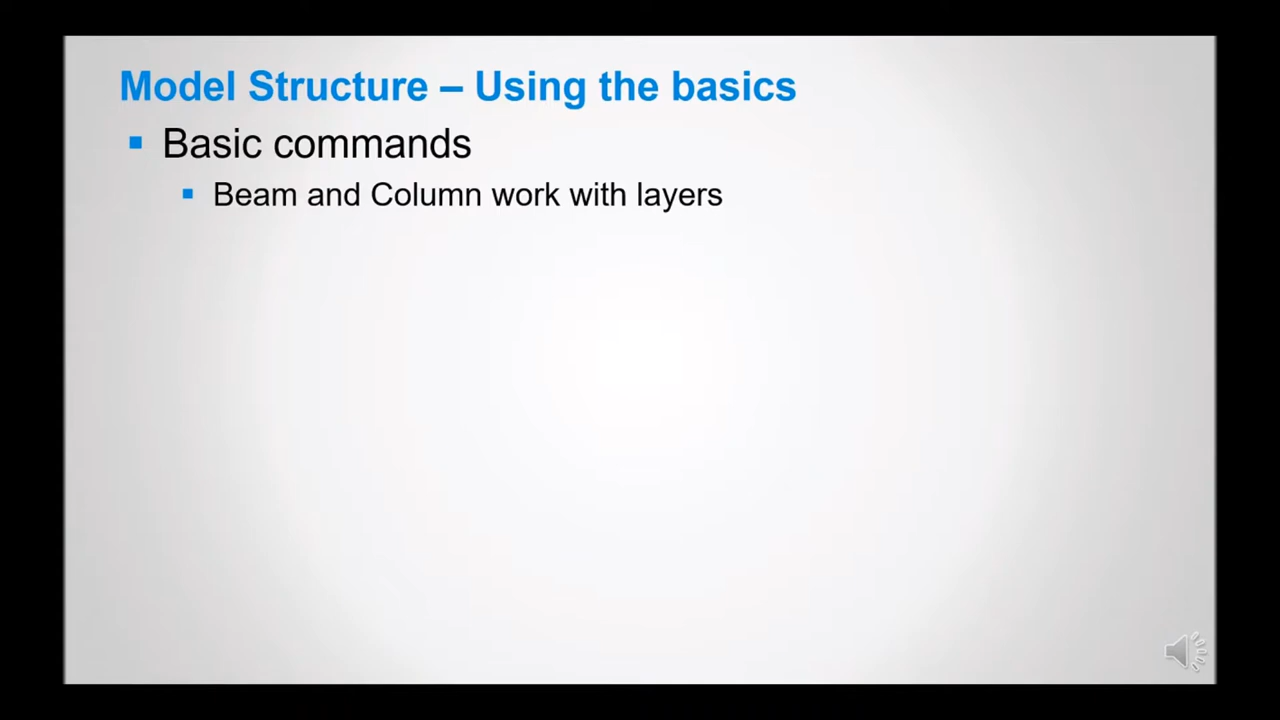 Model Structure – Using the basics
Basic commands
Beam and Column work with layers